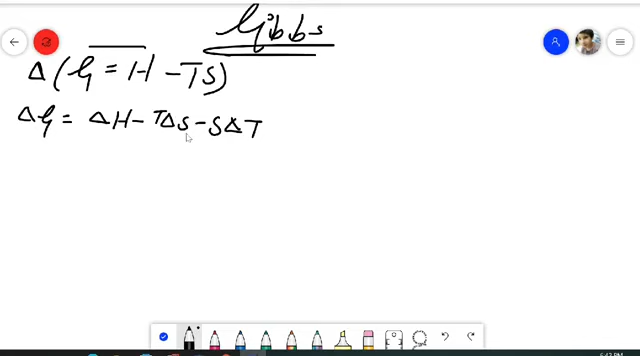 Gibbs
Δ(G = H - TS)
ΔG = ΔH - TΔS - SΔT